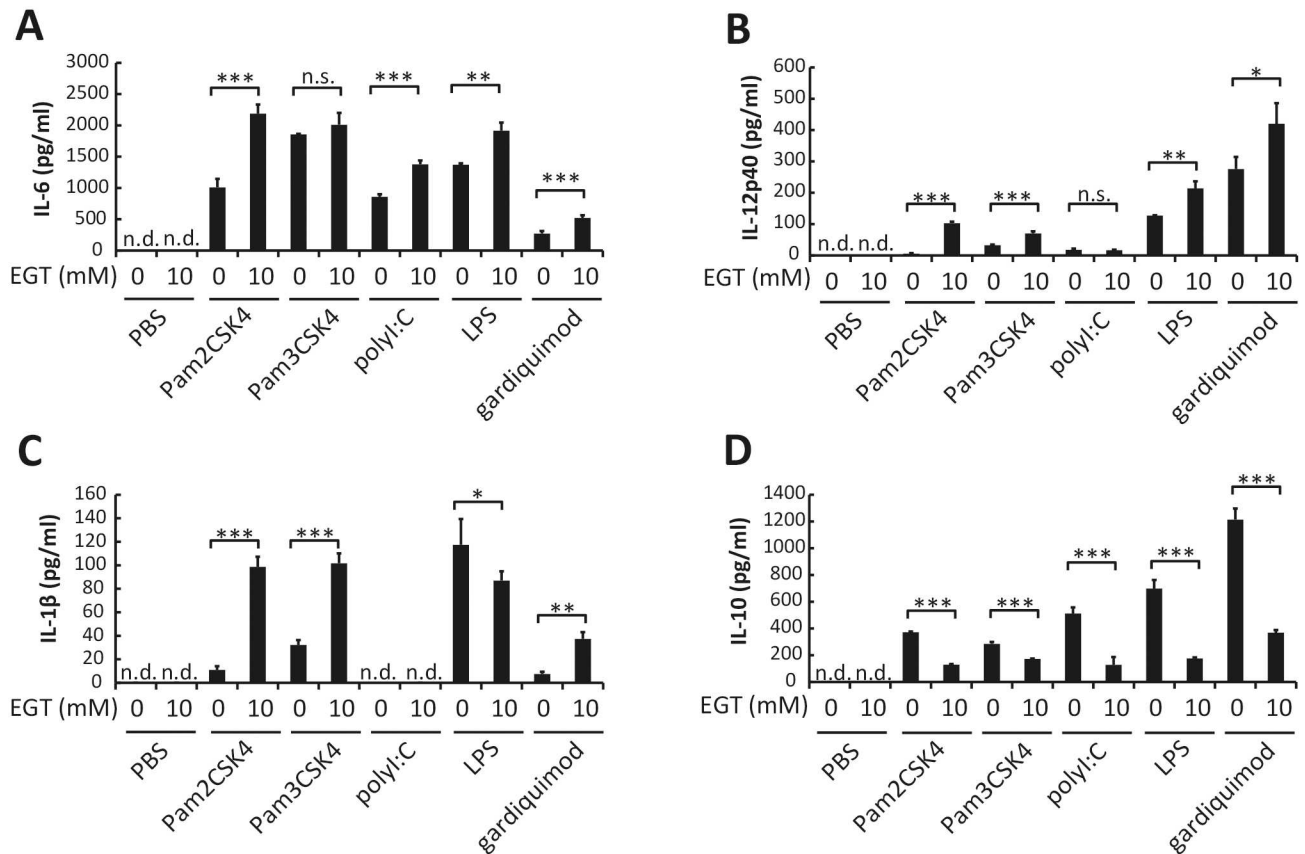 A
IL-6 (pg/ml)
3000
2500
2000
1500
1000
500
0
n.d. n.d.
*** n.s. *** ** ***
EGT (mM) 0 10 0 10 0 10 0 10 0 10 0 10
PBS Pam2CSK4 Pam3CSK4 polyI:C LPS gardiquimod
B
IL-12p40 (pg/ml)
600
500
400
300
200
100
0
n.d. n.d.
*** *** n.s. ** *
EGT (mM) 0 10 0 10 0 10 0 10 0 10 0 10
PBS Pam2CSK4 Pam3CSK4 polyI:C LPS gardiquimod
C
IL-1β (pg/ml)
160
140
120
100
80
60
40
20
0
n.d. n.d. *** *** n.d. n.d. * **
EGT (mM) 0 10 0 10 0 10 0 10 0 10 0 10
PBS Pam2CSK4 Pam3CSK4 polyI:C LPS gardiquimod
D
IL-10 (pg/ml)
1400
1200
1000
800
600
400
200
0
n.d. n.d.
*** *** *** *** ***
EGT (mM) 0 10 0 10 0 10 0 10 0 10 0 10
PBS Pam2CSK4 Pam3CSK4 polyI:C LPS gardiquimod